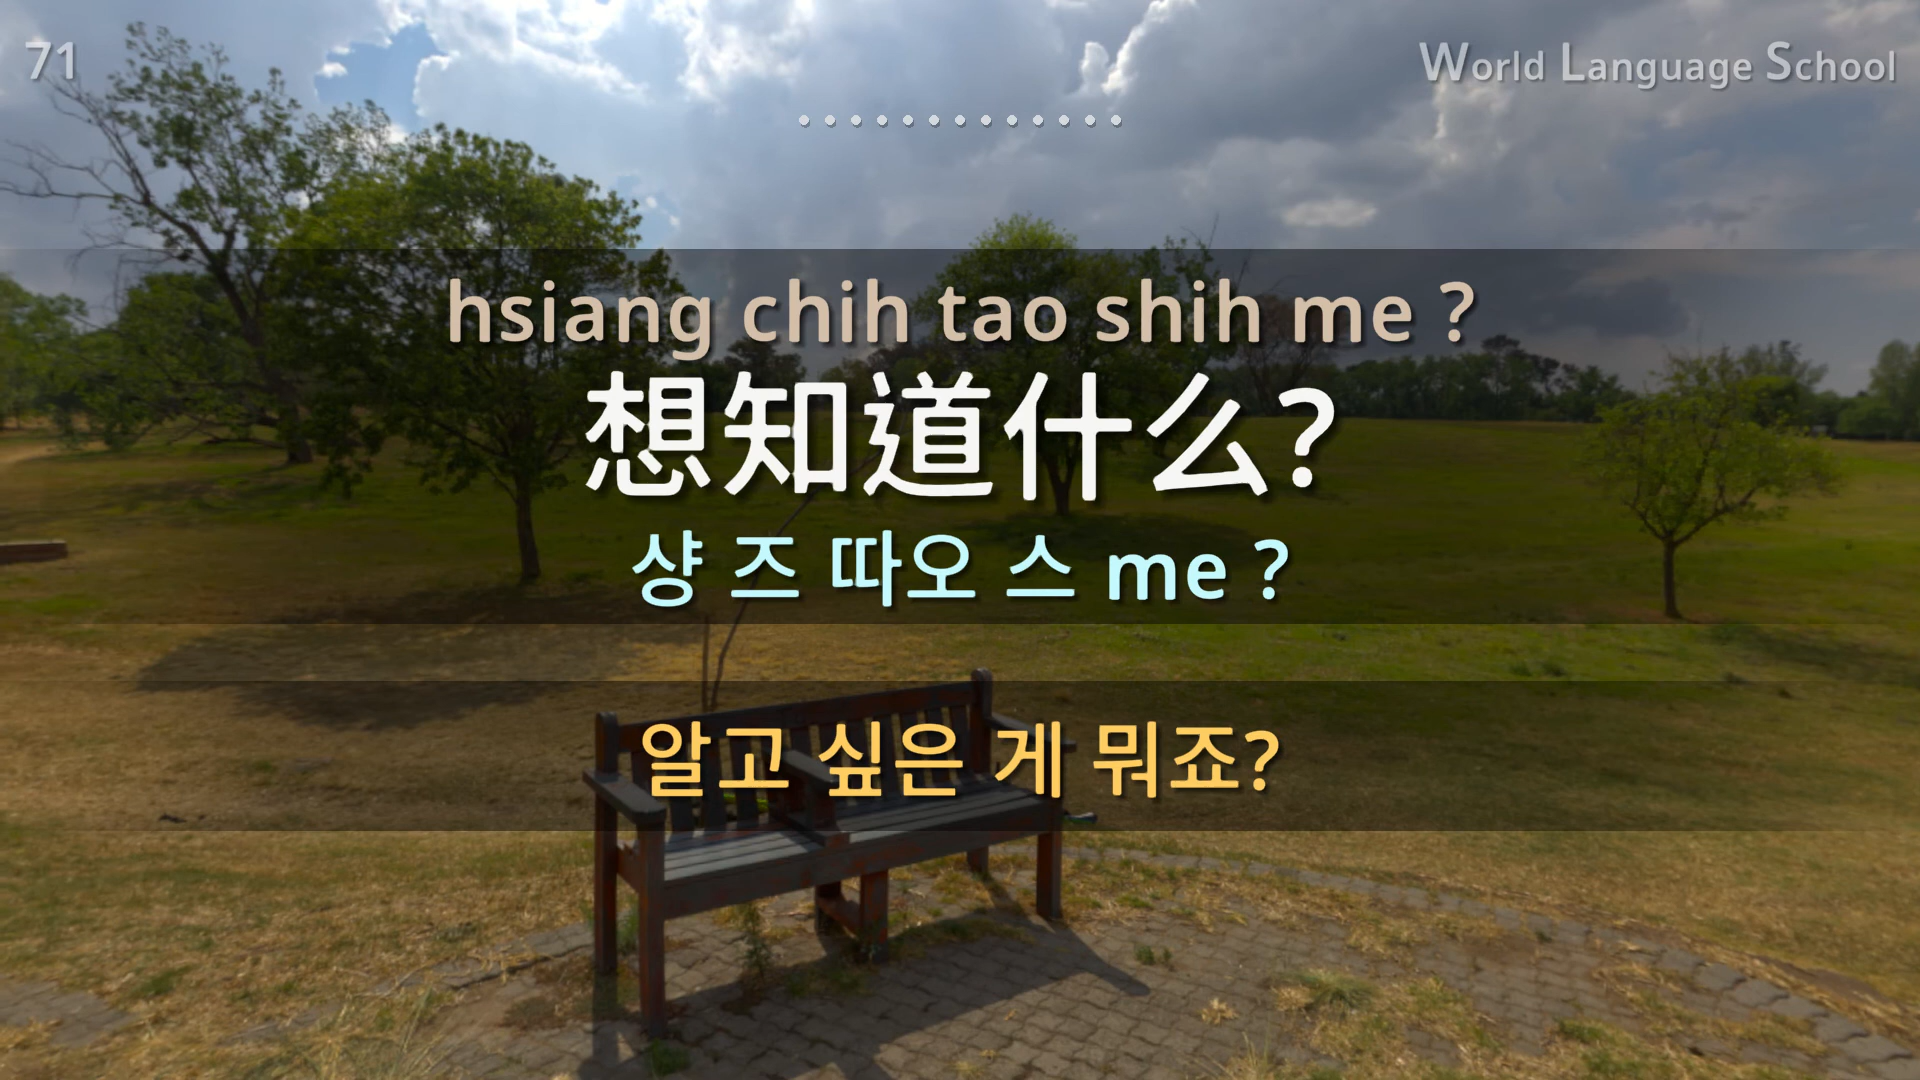 71
World Language School
hsiang chih tao shih me ?
想知道什么?
샹 즈 따오 스 me ?
알고 싶은 게 뭐죠?